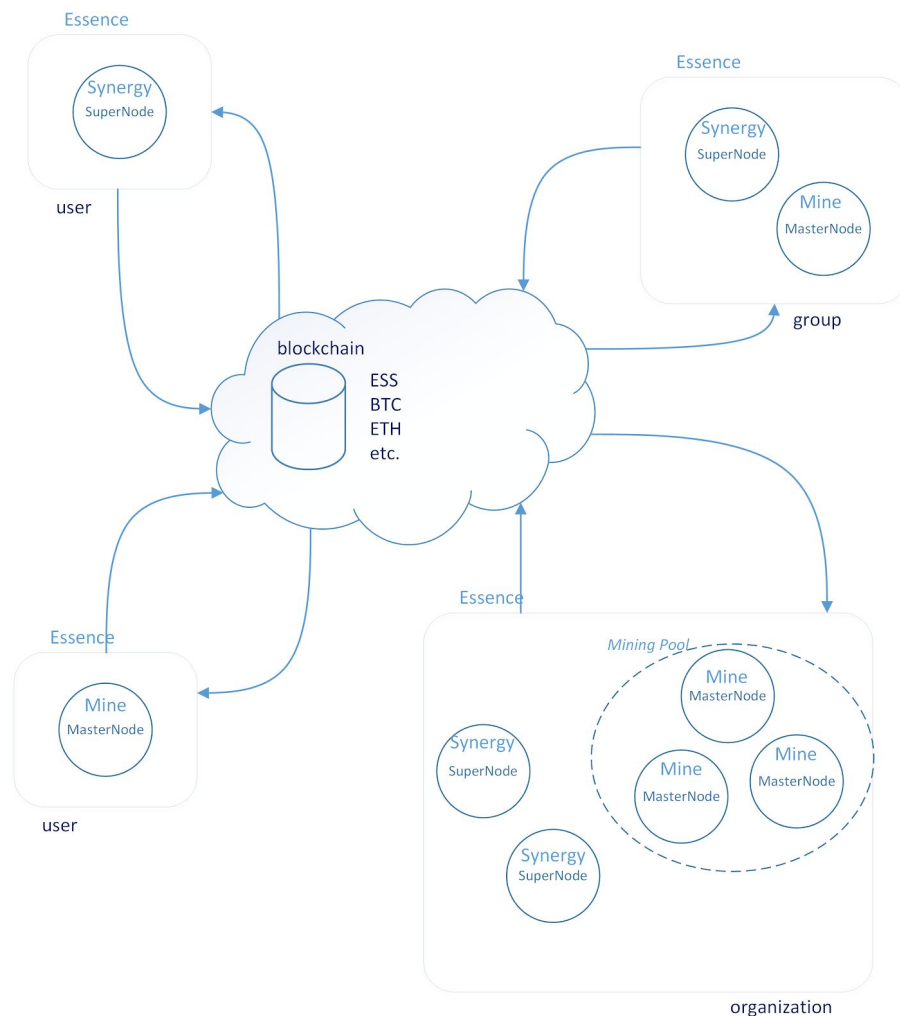 Essence
Synergy
SuperNode
user
Essence
Synergy
SuperNode
Mine
MasterNode
group
blockchain
ESS
BTC
ETH
etc.
Essence
Mine
MasterNode
user
Essence
Mining Pool
Mine
MasterNode
Synergy
SuperNode
Mine
MasterNode
Mine
MasterNode
Synergy
SuperNode
organization